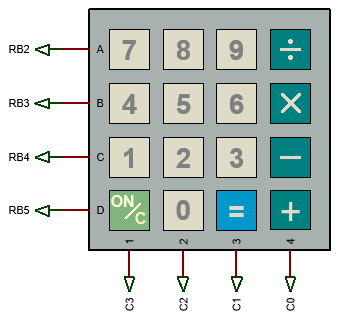 RB2 A 7 8 9 ÷
RB3 B 4 5 6 ×
RB4 C 1 2 3 −
RB5 D ON/C 0 = +
1 2 3 4
C3 C2 C1 C0